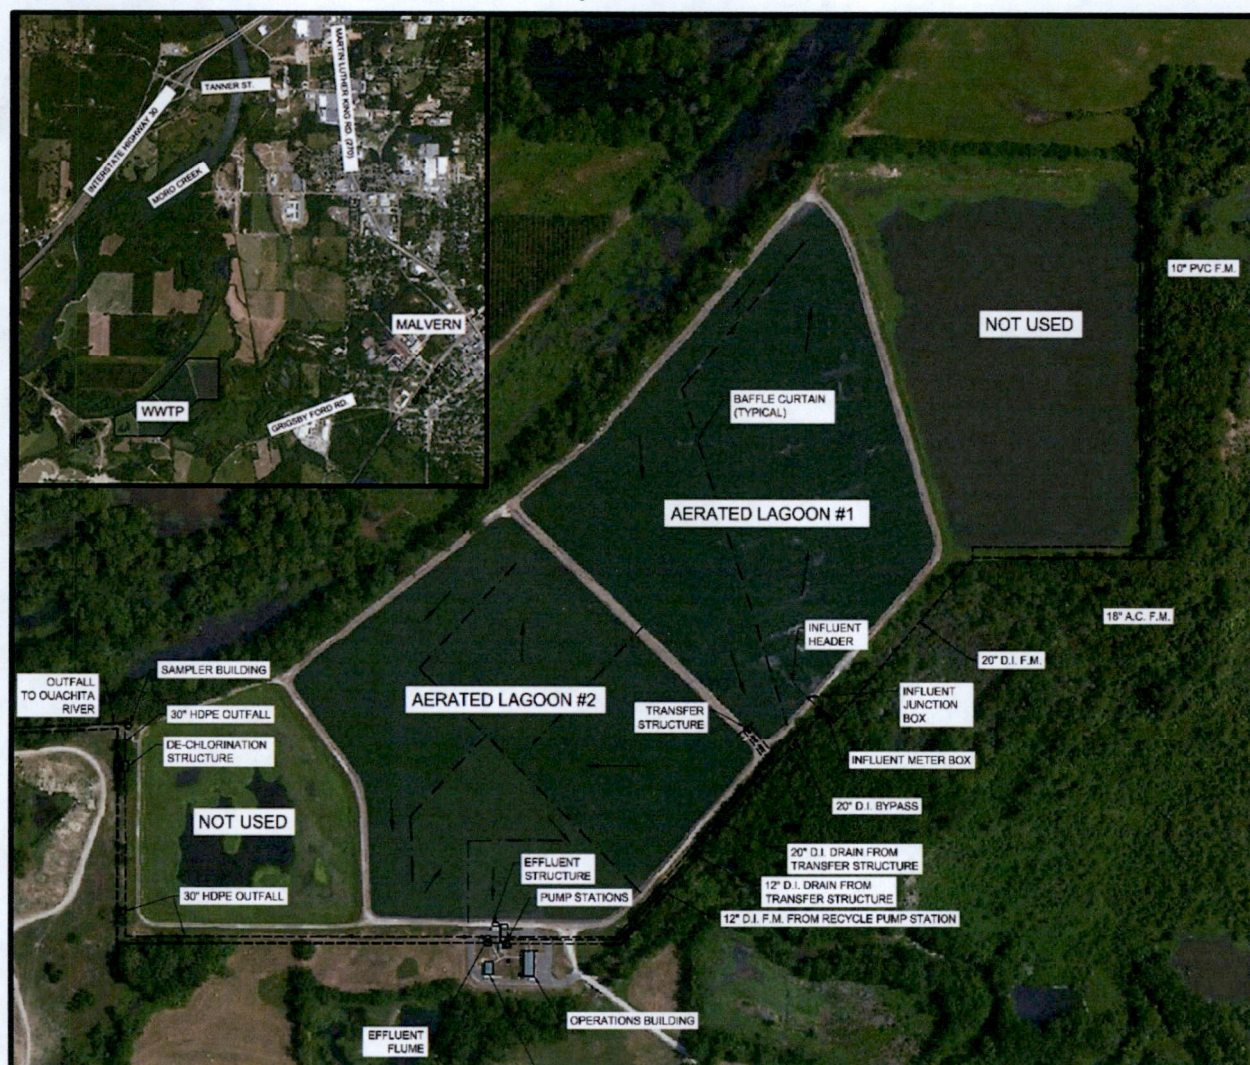 TANNER ST.
MARTIN LUTHER KING RD. (270)
INTERSTATE HIGHWAY 30
MORO CREEK
MALVERN
WWTP
GRIGSBY FORD RD.
10" PVC F.M.
NOT USED
BAFFLE CURTAIN
(TYPICAL)
AERATED LAGOON #1
18" A.C. F.M.
INFLUENT
HEADER
20" D.I. F.M.
SAMPLER BUILDING
OUTFALL
TO OUACHITA
RIVER
AERATED LAGOON #2
INFLUENT
JUNCTION
BOX
30" HDPE OUTFALL
TRANSFER
STRUCTURE
DE-CHLORINATION
STRUCTURE
INFLUENT METER BOX
20" D.I. BYPASS
NOT USED
20" D.I. DRAIN FROM
TRANSFER STRUCTURE
EFFLUENT
STRUCTURE
12" D.I. DRAIN FROM
TRANSFER STRUCTURE
30" HDPE OUTFALL
PUMP STATIONS
12" D.I. F.M. FROM RECYCLE PUMP STATION
OPERATIONS BUILDING
EFFLUENT
FLUME